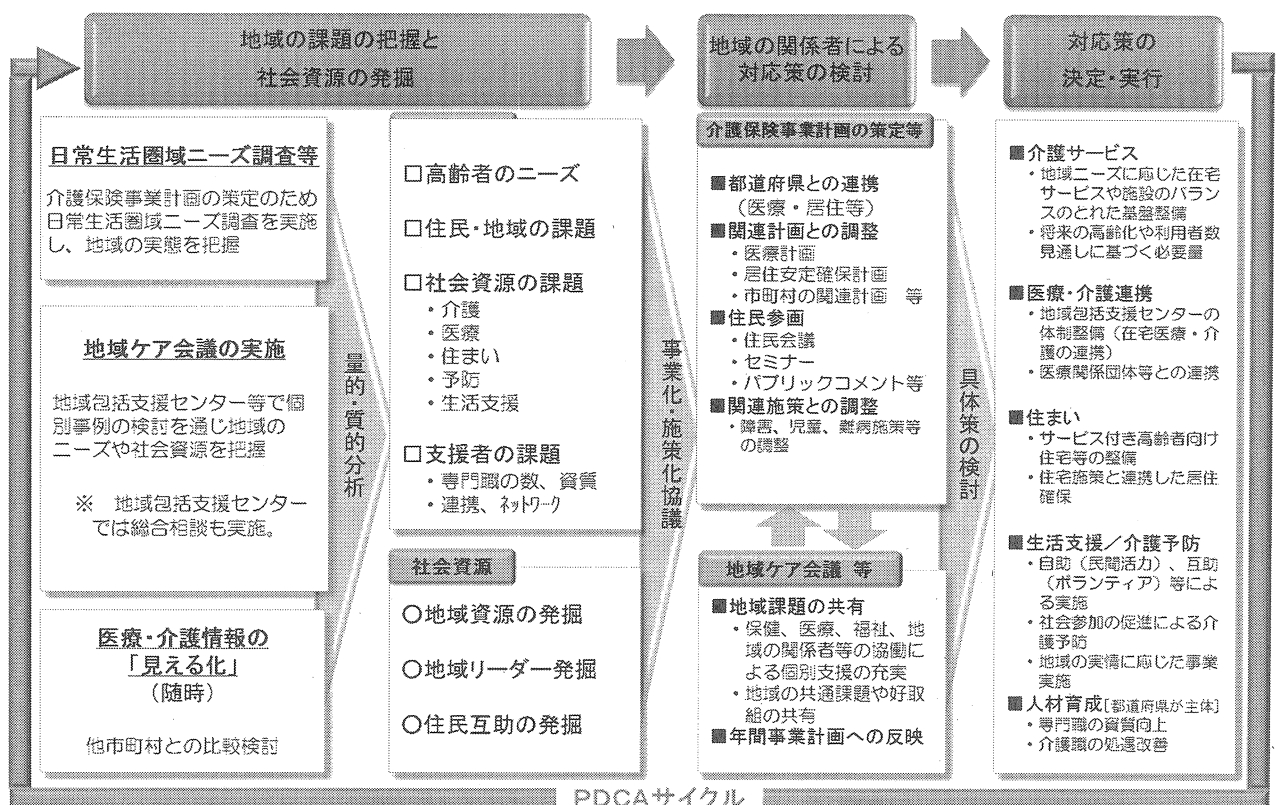 地域の課題の把握と
社会資源の発掘
地域の関係者による
対応策の検討
対応策の
決定・実行
日常生活圏域ニーズ調査等
介護保険事業計画の策定のため
日常生活圏域ニーズ調査を実施
し、地域の実態を把握
地域ケア会議の実施
地域包括支援センター等で個
別事例の検討を通じ地域の
ニーズや社会資源を把握
※ 地域包括支援センター
では総合相談も実施。
医療・介護情報の
「見える化」
(随時)
他市町村との比較検討
量的・質的分析
□高齢者のニーズ
□住民・地域の課題
□社会資源の課題
・介護
・医療
・住まい
・予防
・生活支援
□支援者の課題
・専門職の数、資質
・連携、ネットワーク
社会資源
○地域資源の発掘
○地域リーダー発掘
○住民互助の発掘
事業化・施策化協議
介護保険事業計画の策定等
■都道府県との連携
(医療・居住等)
■関連計画との調整
・医療計画
・居住安定確保計画
・市町村の関連計画 等
■住民参画
・住民会議
・セミナー
・パブリックコメント等
■関連施策との調整
・障害、児童、難病施策等
の調整
地域ケア会議 等
■地域課題の共有
・保健、医療、福祉、地
域の関係者等の協働
による個別支援の充実
・地域の共通課題や好取
組の共有
■年間事業計画への反映
具体策の検討
■介護サービス
・地域ニーズに応じた在宅
サービスや施設のバラン
スのとれた基盤整備
・将来の高齢化や利用者数
見通しに基づく必要量
■医療・介護連携
・地域包括支援センターの
体制整備(在宅医療・介
護の連携)
・医療関係団体等との連携
■住まい
・サービス付き高齢者向け
住宅等の整備
・住宅施策と連携した居住
確保
■生活支援/介護予防
・自助(民間活力)、互助
(ボランティア)等によ
る実施
・社会参加の促進による介
護予防
・地域の実情に応じた事業
実施
■人材育成[都道府県が主体]
・専門職の資質向上
・介護職の処遇改善
PDCAサイクル